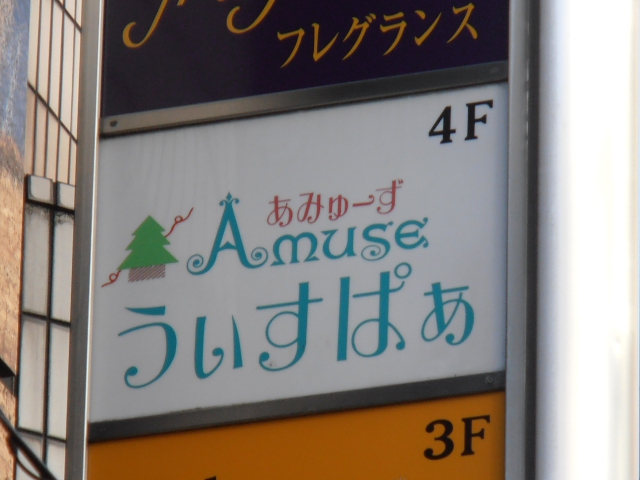 フレグランス
4F
あみゅーず
Amuse
うぃすぱぁ
3F